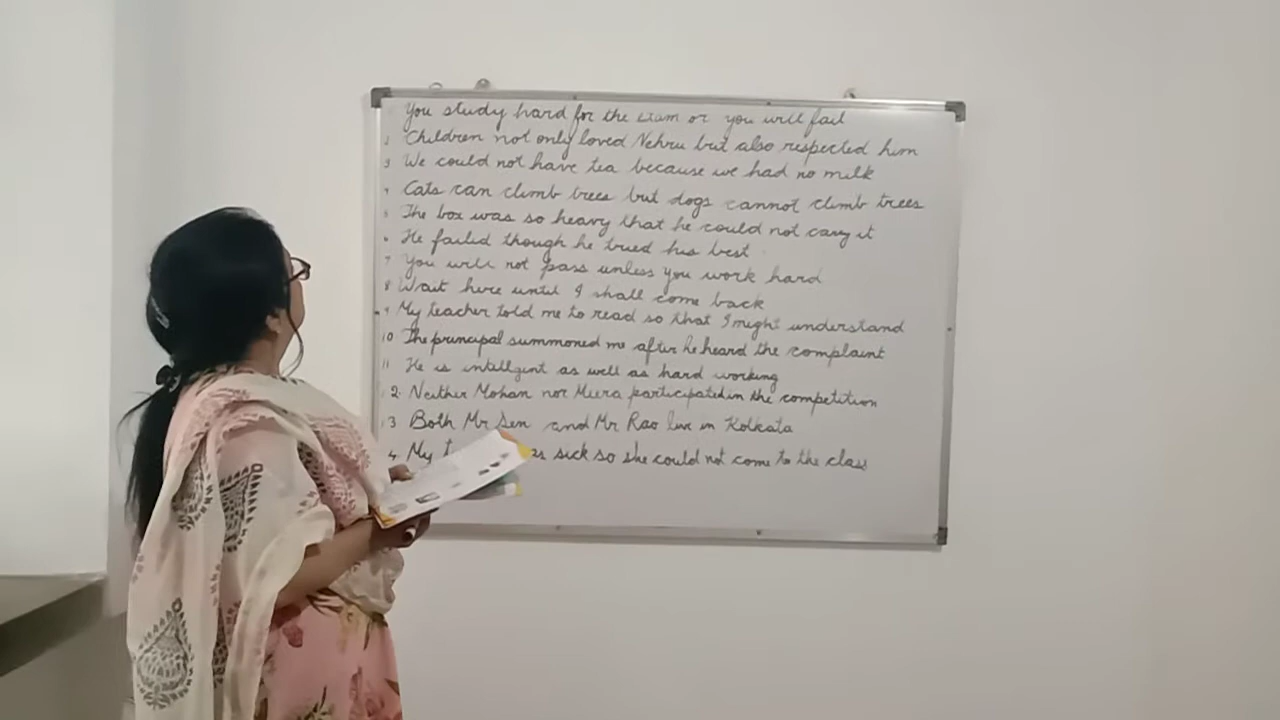 You study hard for the exam or you will fail
2 Children not only loved Nehru but also respected him
3 We could not have tea because we had no milk
4 Cats can climb trees but dogs cannot climb trees
5 The box was so heavy that he could not carry it
6 He failed though he tried his best
7 You will not pass unless you work hard
8 Wait here until I shall come back
9 My teacher told me to read so that I might understand
10 The principal summoned me after he heard the complaint
11 He is intellgent as well as hard working
12. Neither Mohan nor Meera participated in the competition
13 Both Mr Sen and Mr Rao live in Kolkata
4. My sick so she could not come to the class